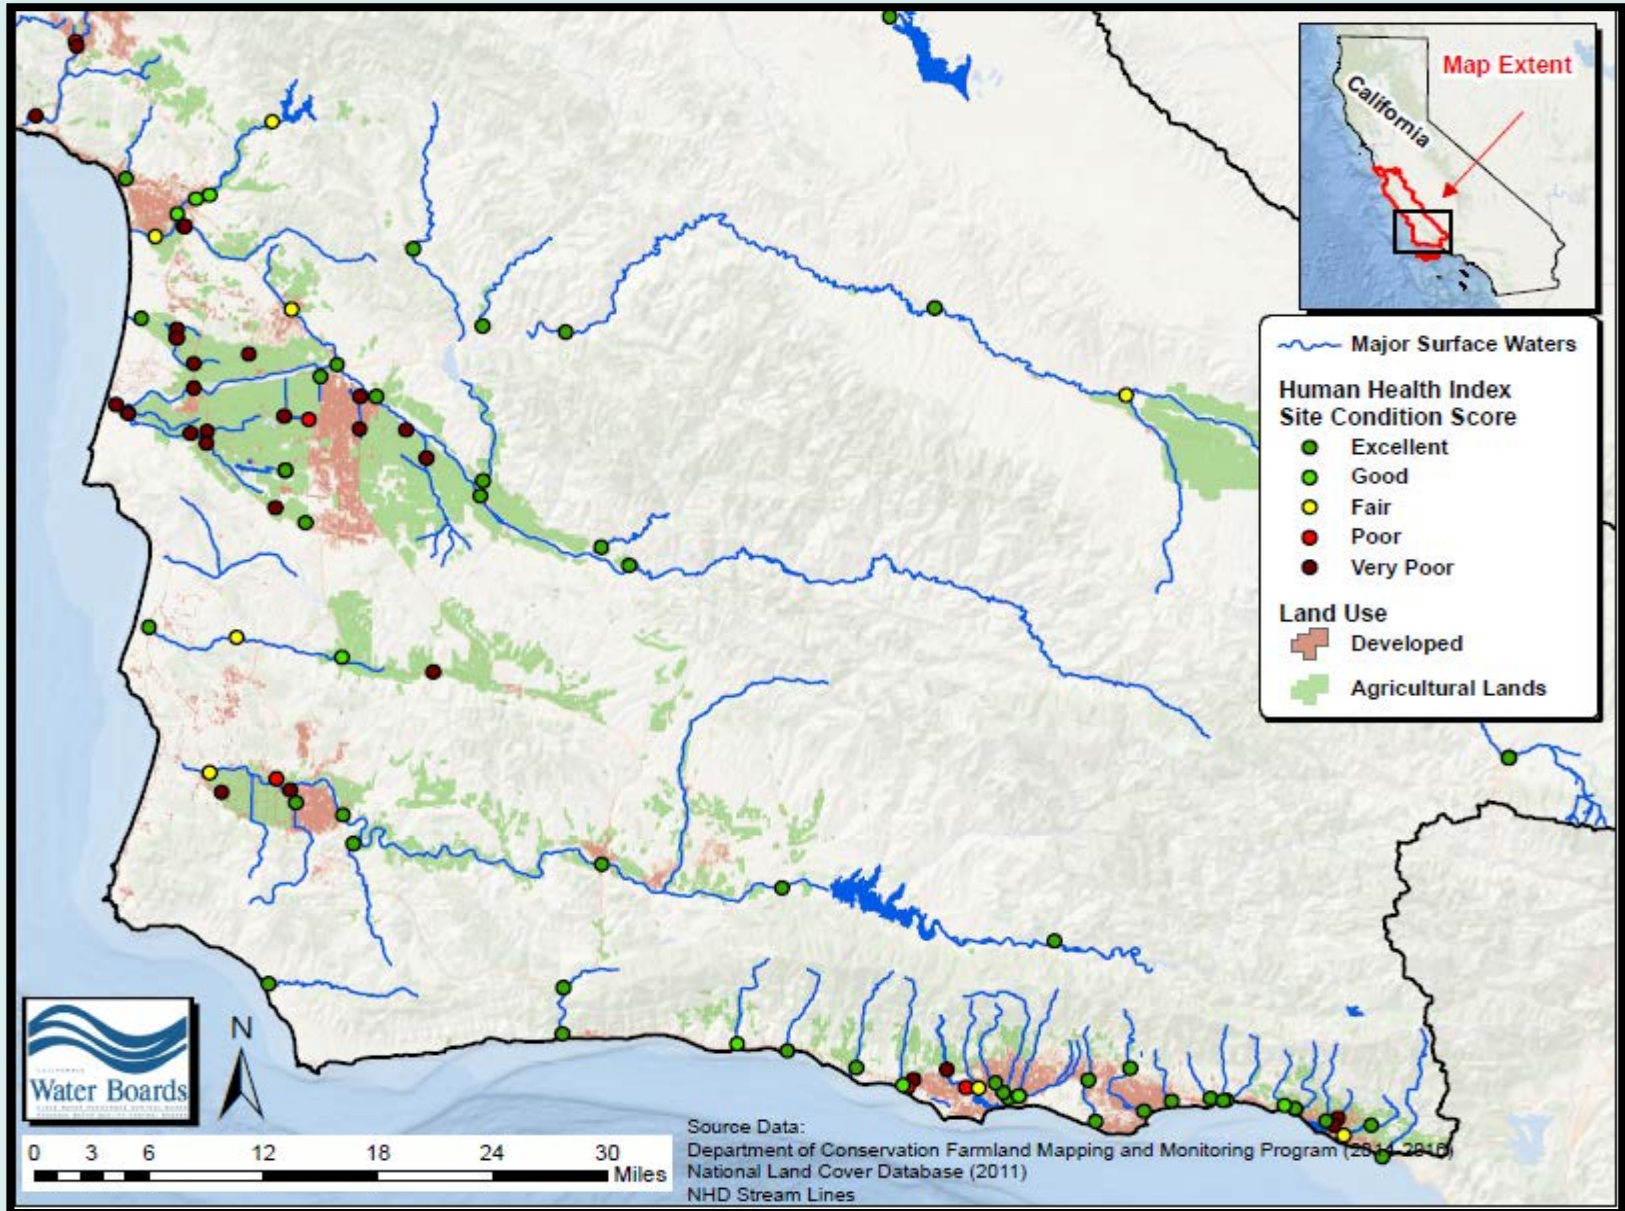 Map Extent
California
Major Surface Waters
Human Health Index
Site Condition Score
Excellent
Good
Fair
Poor
Very Poor
Land Use
Developed
Agricultural Lands
CALIFORNIA
Water Boards
N
0 3 6 12 18 24 30
Miles
Source Data:
Department of Conservation Farmland Mapping and Monitoring Program
National Land Cover Database (2011)
NHD Stream Lines